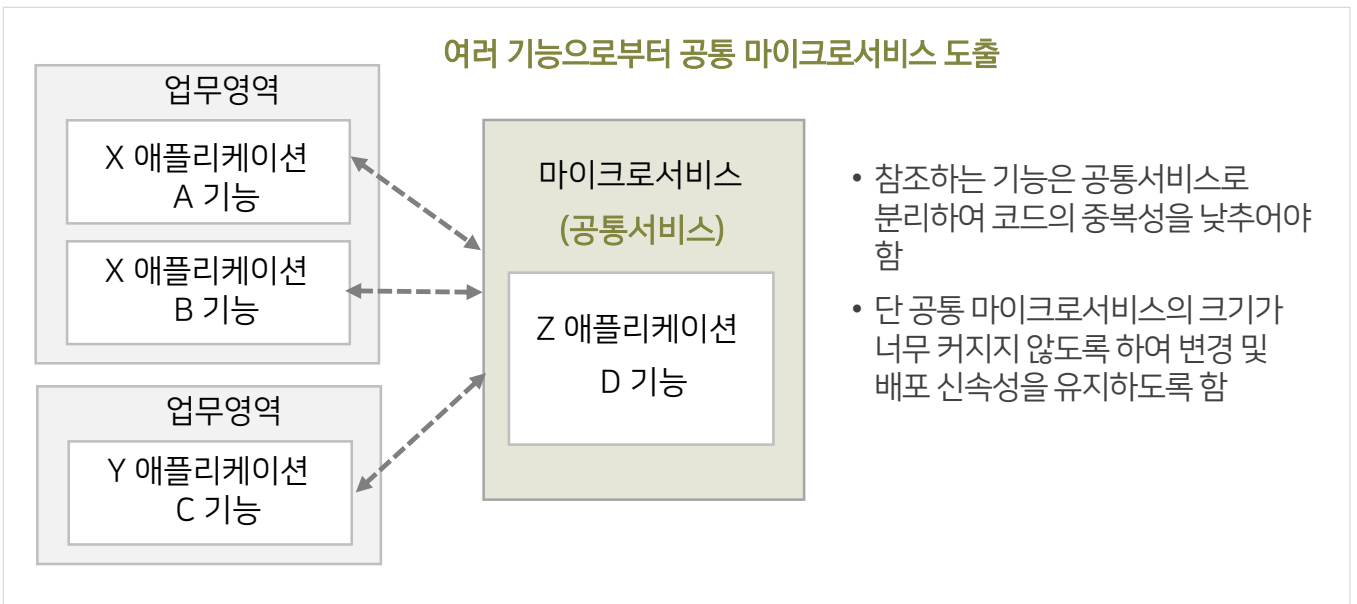 여러 기능으로부터 공통 마이크로서비스 도출
업무영역
X 애플리케이션
A 기능
X 애플리케이션
B 기능
업무영역
Y 애플리케이션
C 기능
마이크로서비스
(공통서비스)
Z 애플리케이션
D 기능
• 참조하는 기능은 공통서비스로
분리하여 코드의 중복성을 낮추어야
함
• 단 공통 마이크로서비스의 크기가
너무 커지지 않도록 하여 변경 및
배포 신속성을 유지하도록 함